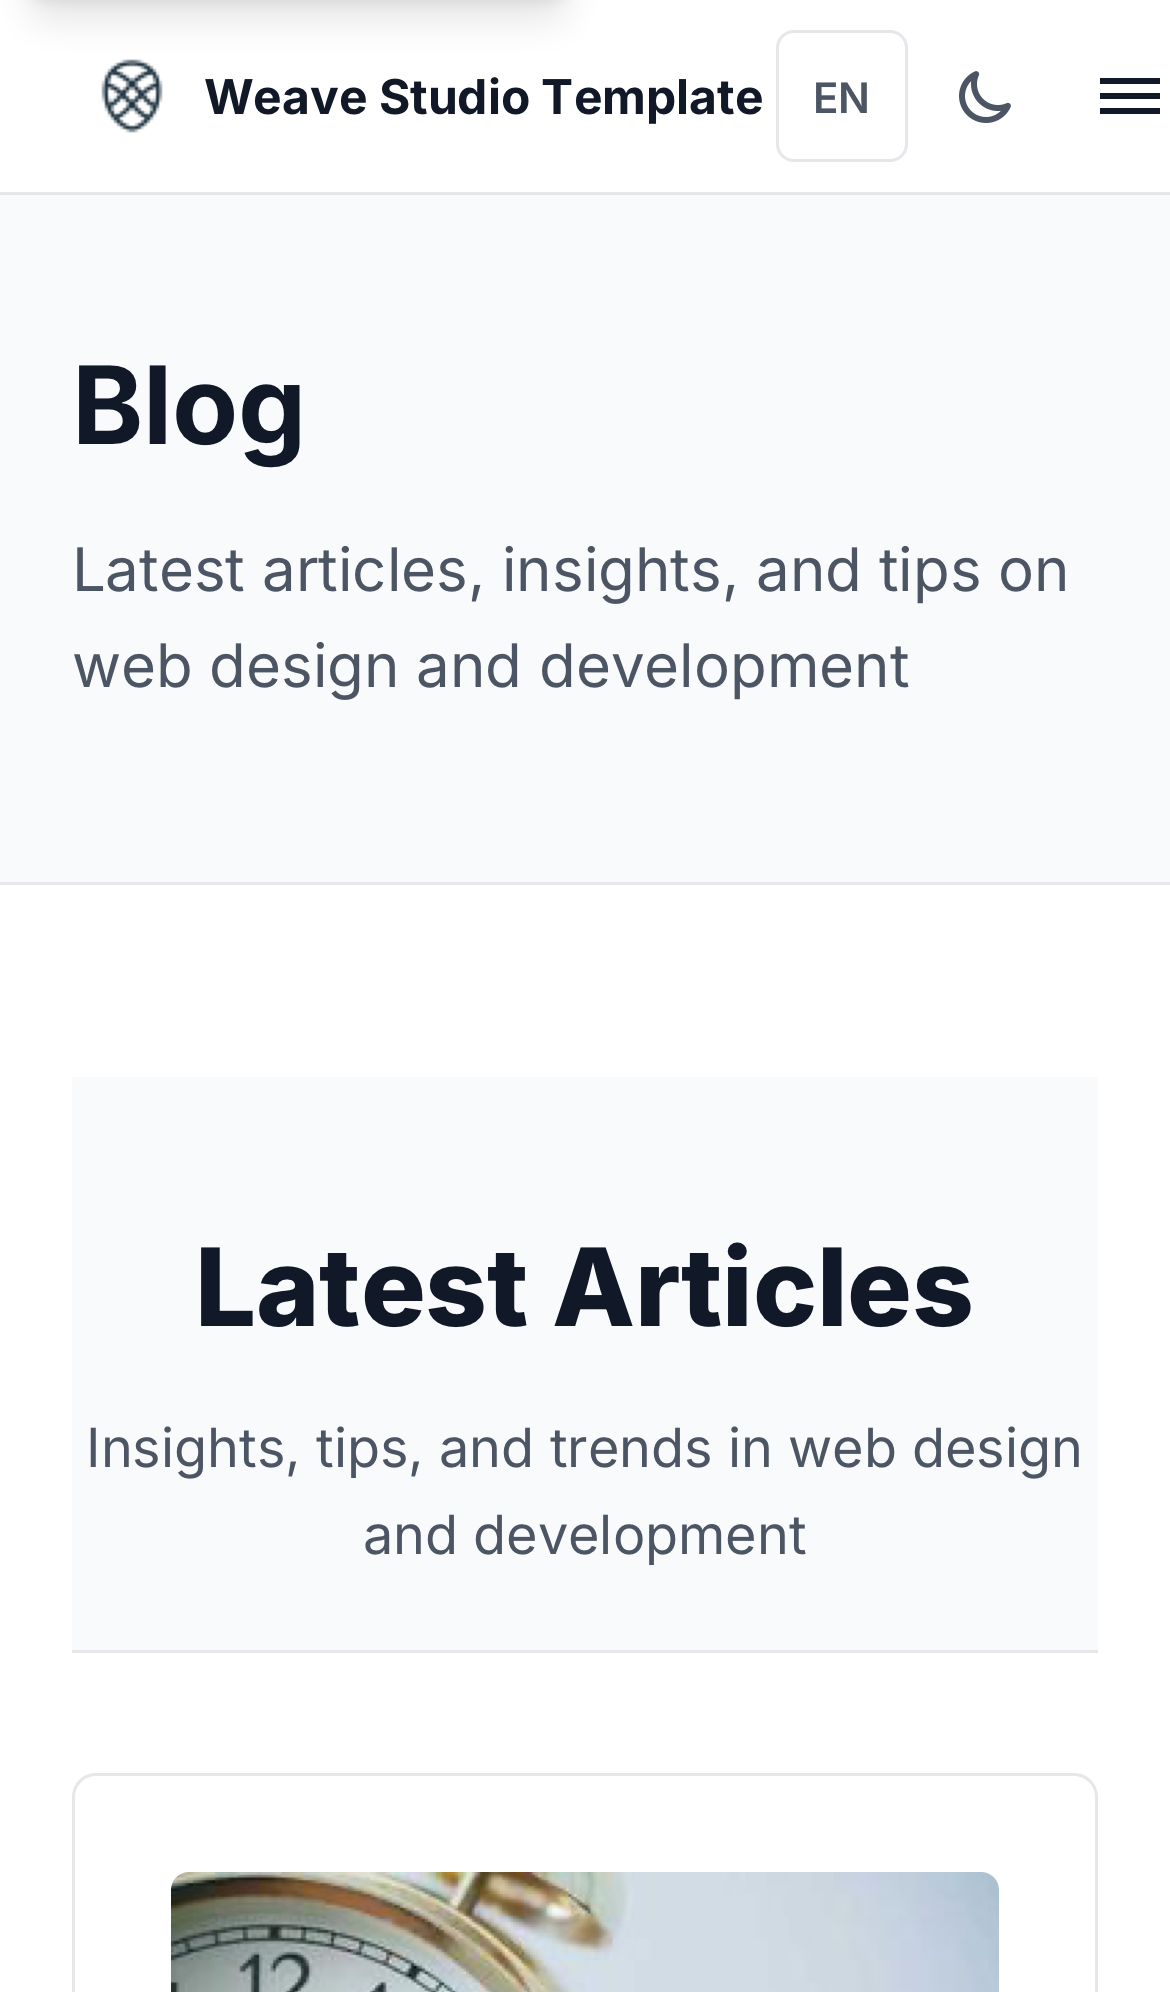 Weave Studio Template EN
Blog
Latest articles, insights, and tips on
web design and development
Latest Articles
Insights, tips, and trends in web design
and development
12